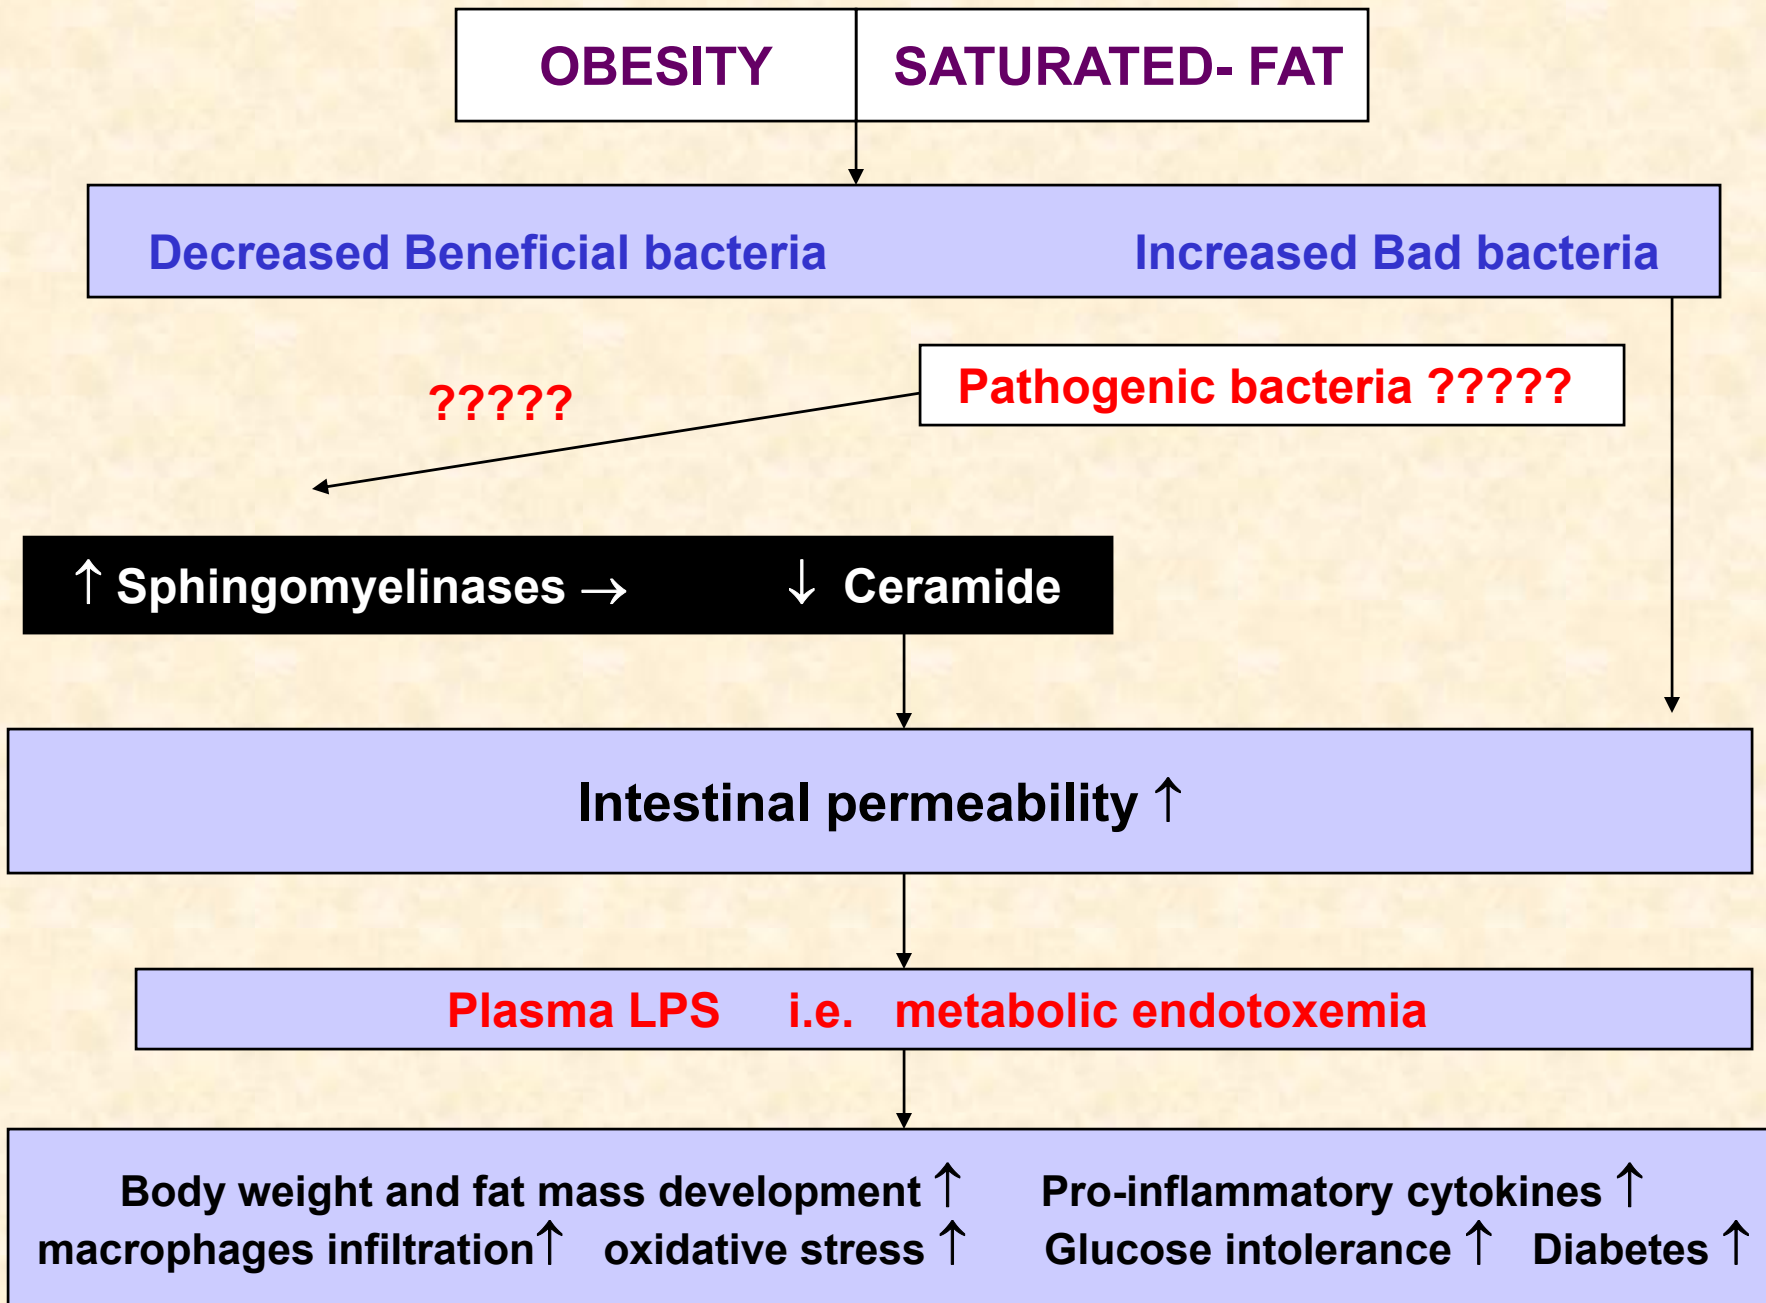 OBESITY SATURATED- FAT
Decreased Beneficial bacteria Increased Bad bacteria
Pathogenic bacteria ?????
?????
↑ Sphingomyelinases → ↓ Ceramide
Intestinal permeability ↑
Plasma LPS i.e. metabolic endotoxemia
Body weight and fat mass development ↑ Pro-inflammatory cytokines ↑
macrophages infiltration↑ oxidative stress ↑ Glucose intolerance ↑ Diabetes ↑